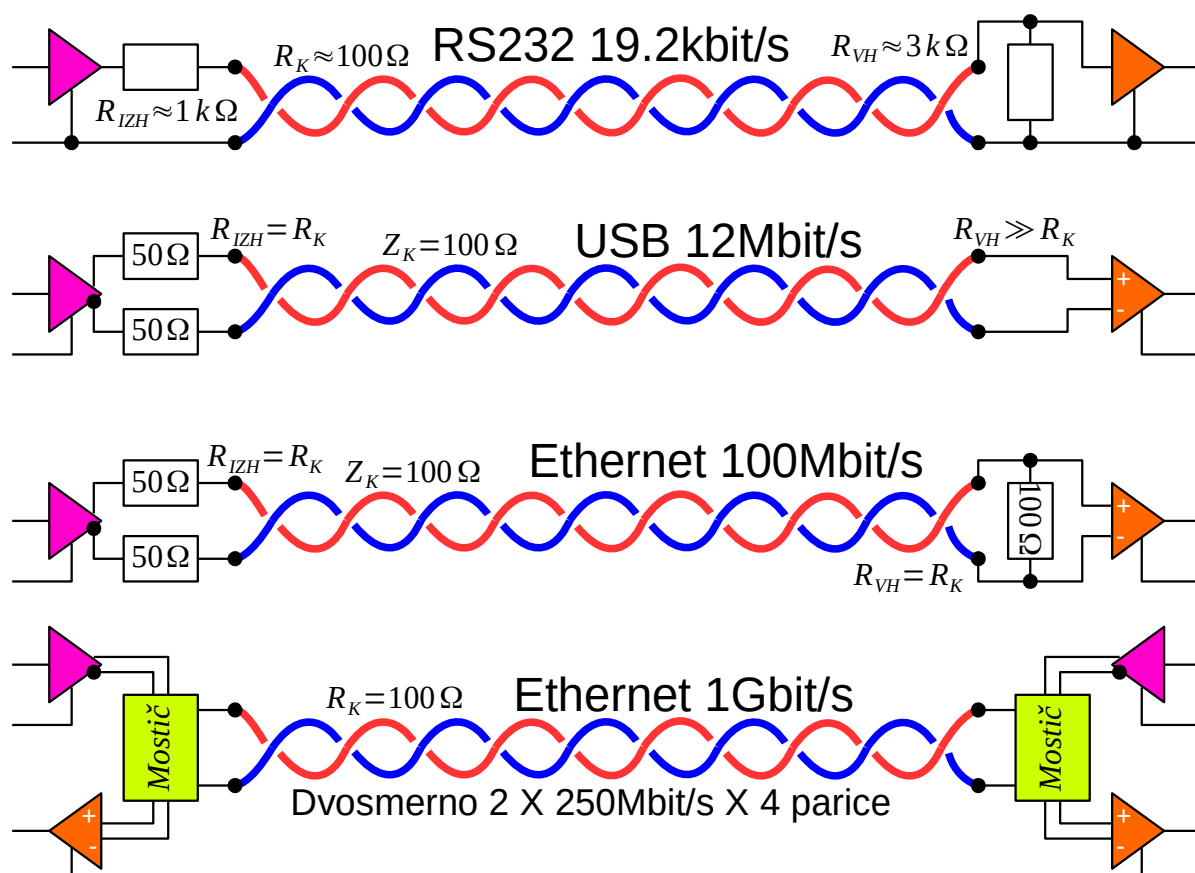 RS232 19.2kbit/s
R_K≈100Ω
R_VH≈3kΩ
R_IZH≈1kΩ
USB 12Mbit/s
R_IZH=R_K
Z_K=100Ω
R_VH≫R_K
50Ω
50Ω
+
-
Ethernet 100Mbit/s
R_IZH=R_K
Z_K=100Ω
50Ω
50Ω
100Ω
+
-
R_VH=R_K
Ethernet 1Gbit/s
R_K=100Ω
Mostič
Mostič
Dvosmerno 2 X 250Mbit/s X 4 parice
+
-
+
-